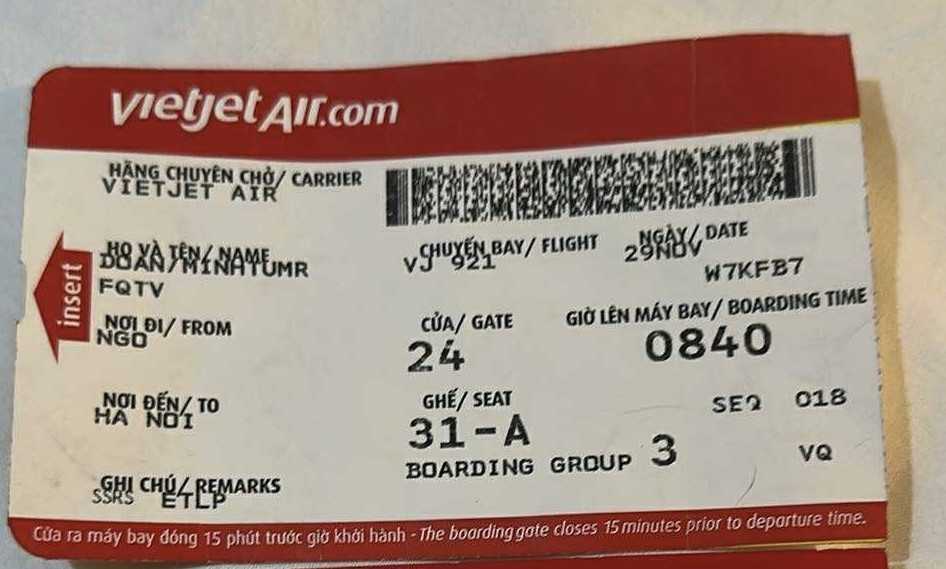 vietjetAir.com
HÃNG CHUYÊN CHỞ/ CARRIER
VIETJET AIR
HỌ VÀ TÊN/ NAME
DOAN/MINHTUMR
FQTV
CHUYẾN BAY/ FLIGHT
VJ 921
NGÀY/ DATE
29NOV
W7KFB7
insert
NƠI ĐI/ FROM
NGO
CỬA/ GATE
24
GIỜ LÊN MÁY BAY/ BOARDING TIME
0840
NƠI ĐẾN/ TO
HA NOI
GHẾ/ SEAT
31-A
SEQ 018
BOARDING GROUP 3
VQ
GHI CHÚ/ REMARKS
SSRS ETLP
Cửa ra máy bay đóng 15 phút trước giờ khởi hành - The boarding gate closes 15 minutes prior to departure time.